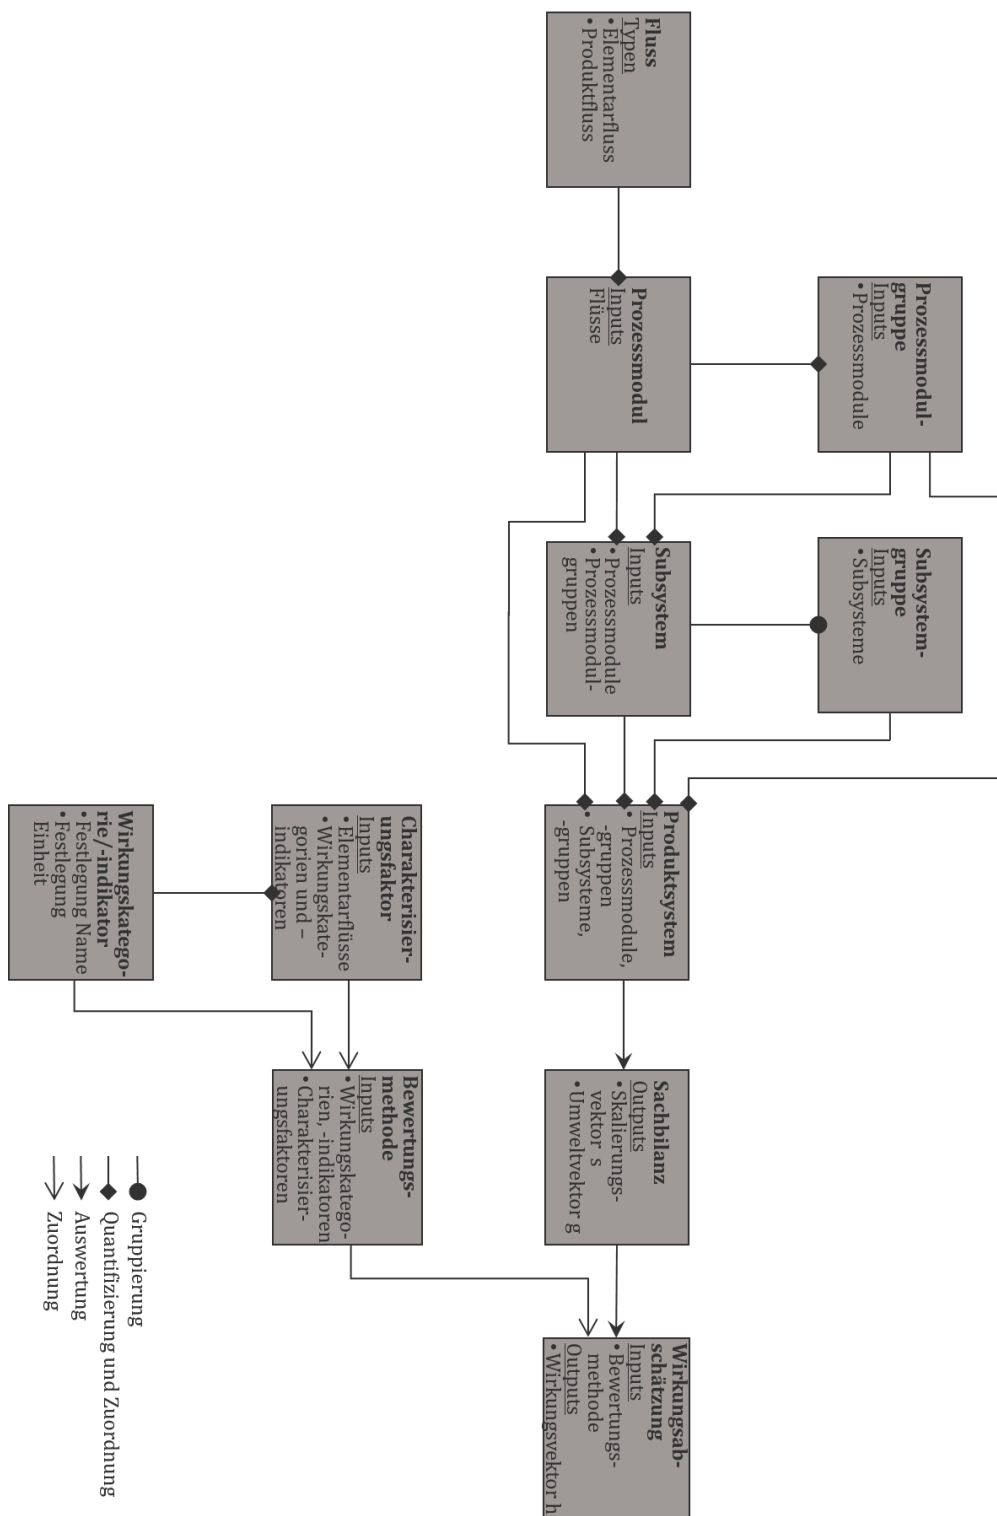 Prozessmodul-
gruppe
Inputs
• Prozessmodule
Subsystem-
gruppe
Inputs
• Subsysteme
Fluss
Typen
• Elementarfluss
• Produktfluss
Prozessmodul
Inputs
Flüsse
Subsystem
Inputs
• Prozessmodule
• Prozessmodul-
gruppen
Produktsystem
Inputs
• Prozessmodule,
-gruppen
• Subsysteme,
-gruppen
Sachbilanz
Outputs
• Skalierungs-
vektor s
• Umweltvektor g
Wirkungsab-
schätzung
Inputs
• Bewertungs-
methode
Outputs
• Wirkungsvektor h
Charakterisier-
ungsfaktor
Inputs
• Elementarflüsse
• Wirkungskate-
gorien und –
indikatoren
Bewertungs-
methode
Inputs
• Wirkungskatego-
rien, -indikatoren
• Charakterisier-
ungsfaktoren
Wirkungskatego-
rie/-indikator
• Festlegung Name
• Festlegung
Einheit
Gruppierung
Quantifizierung und Zuordnung
Auswertung
Zuordnung